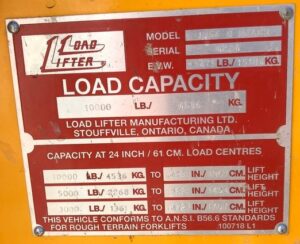 LOAD LIFTER
MODEL
SERIAL
E.V.W. LB./ KG.
LOAD CAPACITY
10000 LB./ 4536 KG.
LOAD LIFTER MANUFACTURING LTD.
STOUFFVILLE, ONTARIO, CANADA
CAPACITY AT 24 INCH / 61 CM. LOAD CENTRES
10000 LB./ 4536 KG. TO IN./ CM. LIFT HEIGHT
5000 LB./ 2268 KG. TO IN./ CM. LIFT HEIGHT
LB./ 1361 KG. TO IN./ CM. LIFT HEIGHT
THIS VEHICLE CONFORMS TO A.N.S.I. B56.6 STANDARDS
FOR ROUGH TERRAIN FORKLIFTS 100718 L1